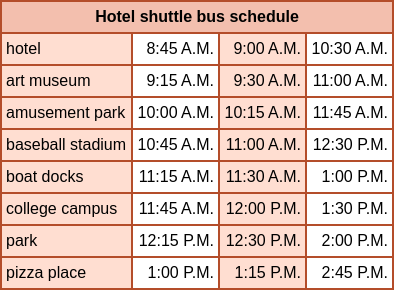 Hotel shuttle bus schedule
hotel 8:45 A.M. 9:00 A.M. 10:30 A.M.
art museum 9:15 A.M. 9:30 A.M. 11:00 A.M.
amusement park 10:00 A.M. 10:15 A.M. 11:45 A.M.
baseball stadium 10:45 A.M. 11:00 A.M. 12:30 P.M.
boat docks 11:15 A.M. 11:30 A.M. 1:00 P.M.
college campus 11:45 A.M. 12:00 P.M. 1:30 P.M.
park 12:15 P.M. 12:30 P.M. 2:00 P.M.
pizza place 1:00 P.M. 1:15 P.M. 2:45 P.M.